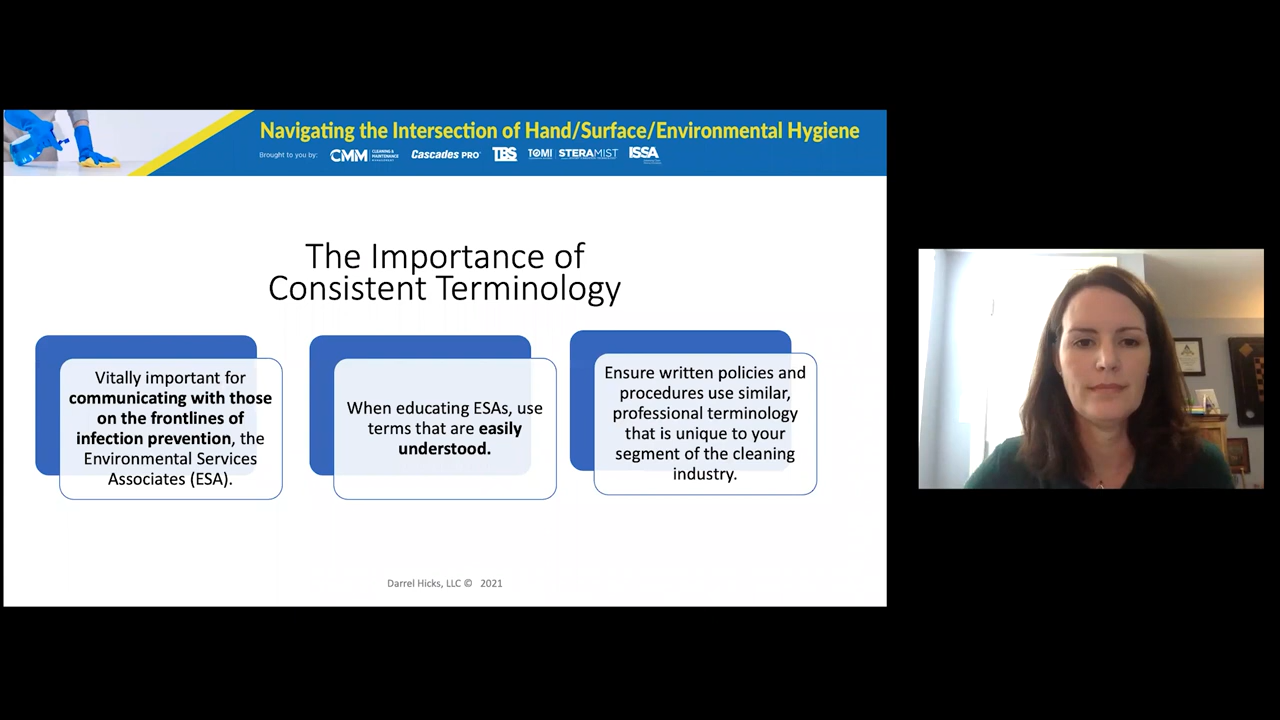 Navigating the Intersection of Hand/Surface/Environmental Hygiene
Brought to you by:
CMM CLEANING & MAINTENANCE MANAGEMENT
Cascades PRO
TBS
TOMI STERAMIST
ISSA
The Importance of
Consistent Terminology
Vitally important for
communicating with those
on the frontlines of
infection prevention, the
Environmental Services
Associates (ESA).
When educating ESAs, use
terms that are easily
understood.
Ensure written policies and
procedures use similar,
professional terminology
that is unique to your
segment of the cleaning
industry.
Darrel Hicks, LLC © 2021